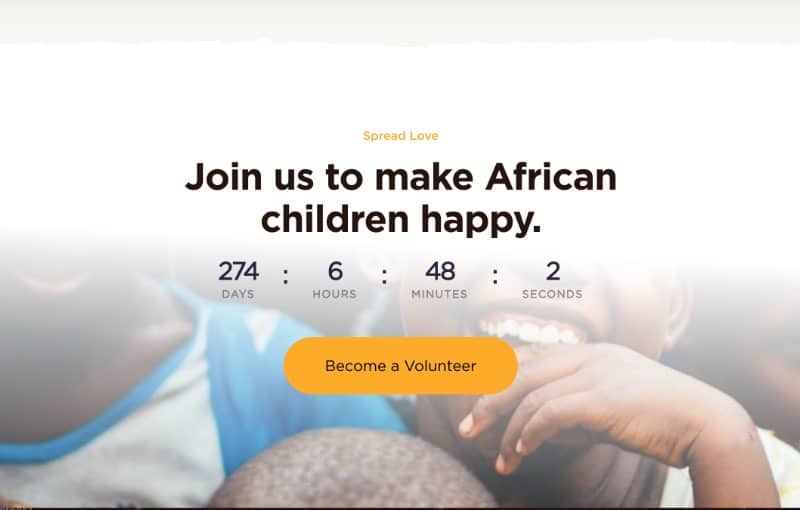 Spread Love
Join us to make African
children happy.
274 : 6 : 48 : 2
DAYS HOURS MINUTES SECONDS
Become a Volunteer